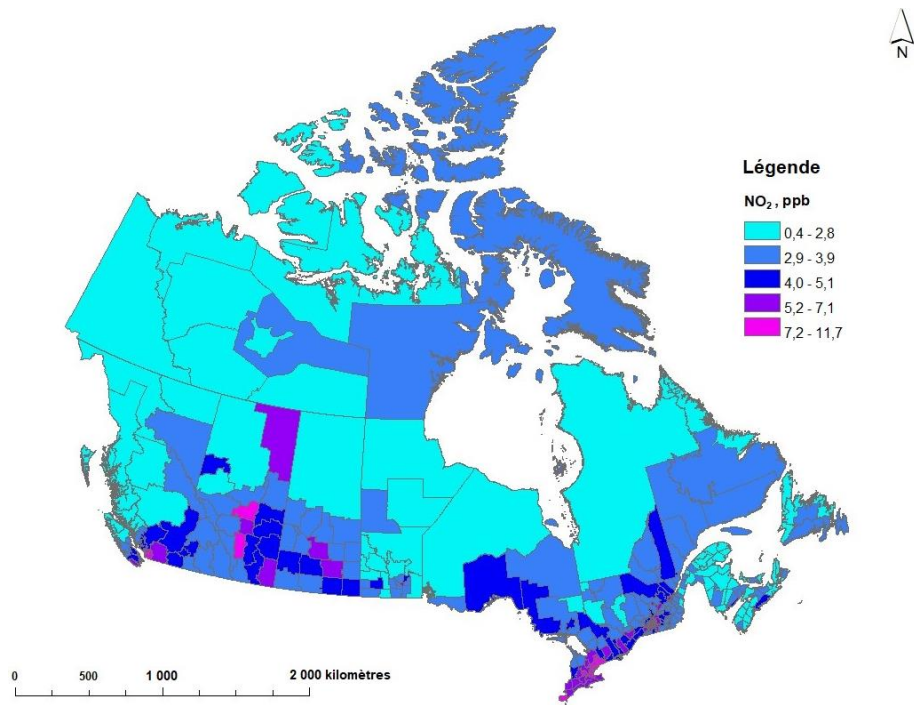 N
Légende
NO₂, ppb
0,4 - 2,8
2,9 - 3,9
4,0 - 5,1
5,2 - 7,1
7,2 - 11,7
0 500 1 000 2 000 kilomètres